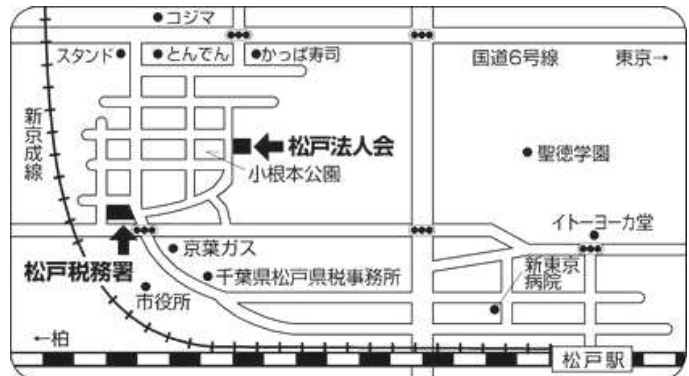 コジマ
スタンド
とんでん
かっぱ寿司
国道6号線
東京→
新京成線
松戸法人会
小根本公園
聖徳学園
イトーヨーカ堂
京葉ガス
松戸税務署
千葉県松戸県税事務所
新東京
病院
市役所
←柏
松戸駅